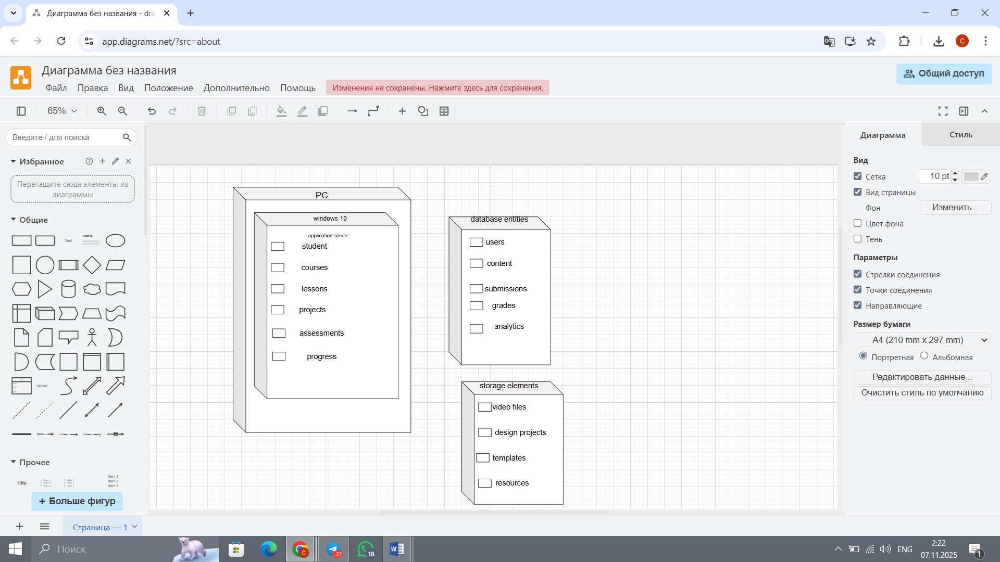 Диаграмма без названия - dra
app.diagrams.net/?src=about
C
Диаграмма без названия
Файл Правка Вид Положение Дополнительно Помощь
Изменения не сохранены. Нажмите здесь для сохранения.
Общий доступ
65%
Введите / для поиска
Избранное
Перетащите сюда элементы из
диаграммы
Общие
Text
Heading
List Item
Прочее
Title
Item 1
Item 2
Item 3
Больше фигур
PC
windows 10
application server
student
courses
lessons
projects
assessments
progress
database entities
users
content
submissions
grades
analytics
storage elements
video files
design projects
templates
resources
Диаграмма
Стиль
Вид
Сетка
10 pt
Вид страницы
Фон
Изменить...
Цвет фона
Тень
Параметры
Стрелки соединения
Точки соединения
Направляющие
Размер бумаги
A4 (210 mm x 297 mm)
Портретная
Альбомная
Редактировать данные...
Очистить стиль по умолчанию
Страница — 1
Поиск
C
..37
18
ENG
2:22
07.11.2025
1